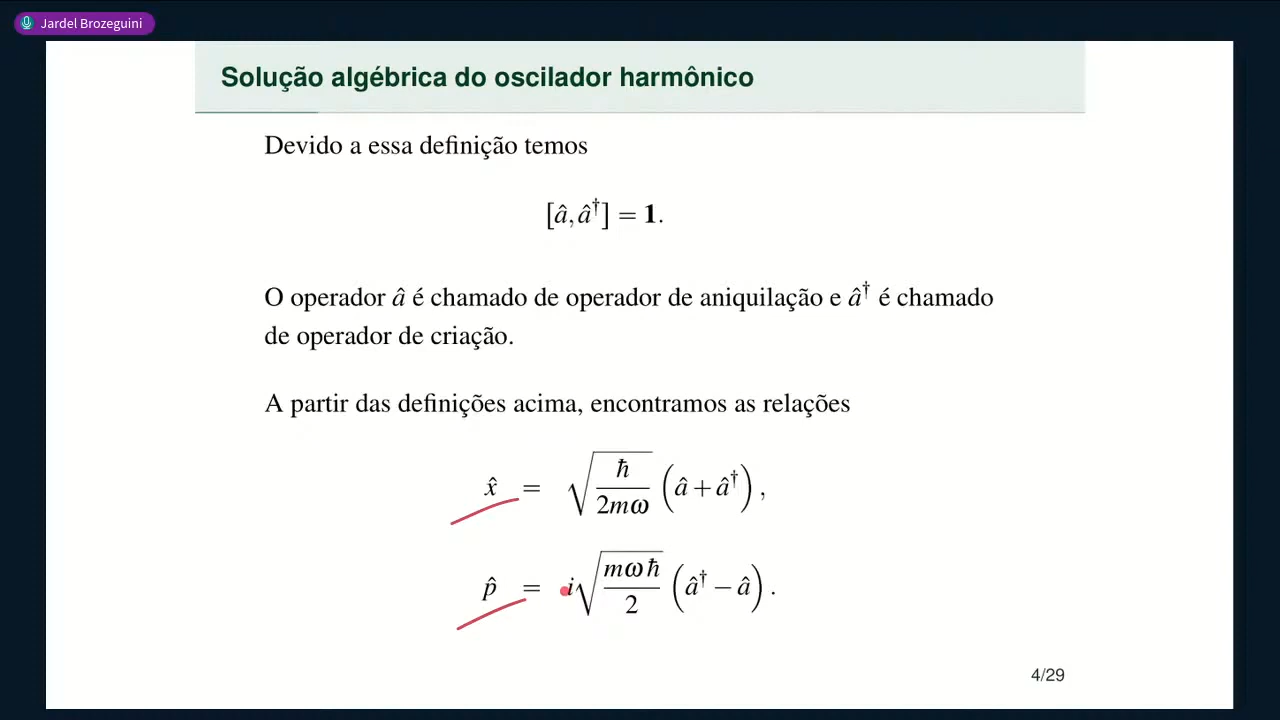 Jardel Brozeguini
Solução algébrica do oscilador harmônico
Devido a essa definição temos
[â, â†] = 1.
O operador â é chamado de operador de aniquilação e â† é chamado
de operador de criação.
A partir das definições acima, encontramos as relações
x̂ = √(ħ/2mω) (â + â†),
p̂ = i√(mωħ/2) (â† − â).
4/29